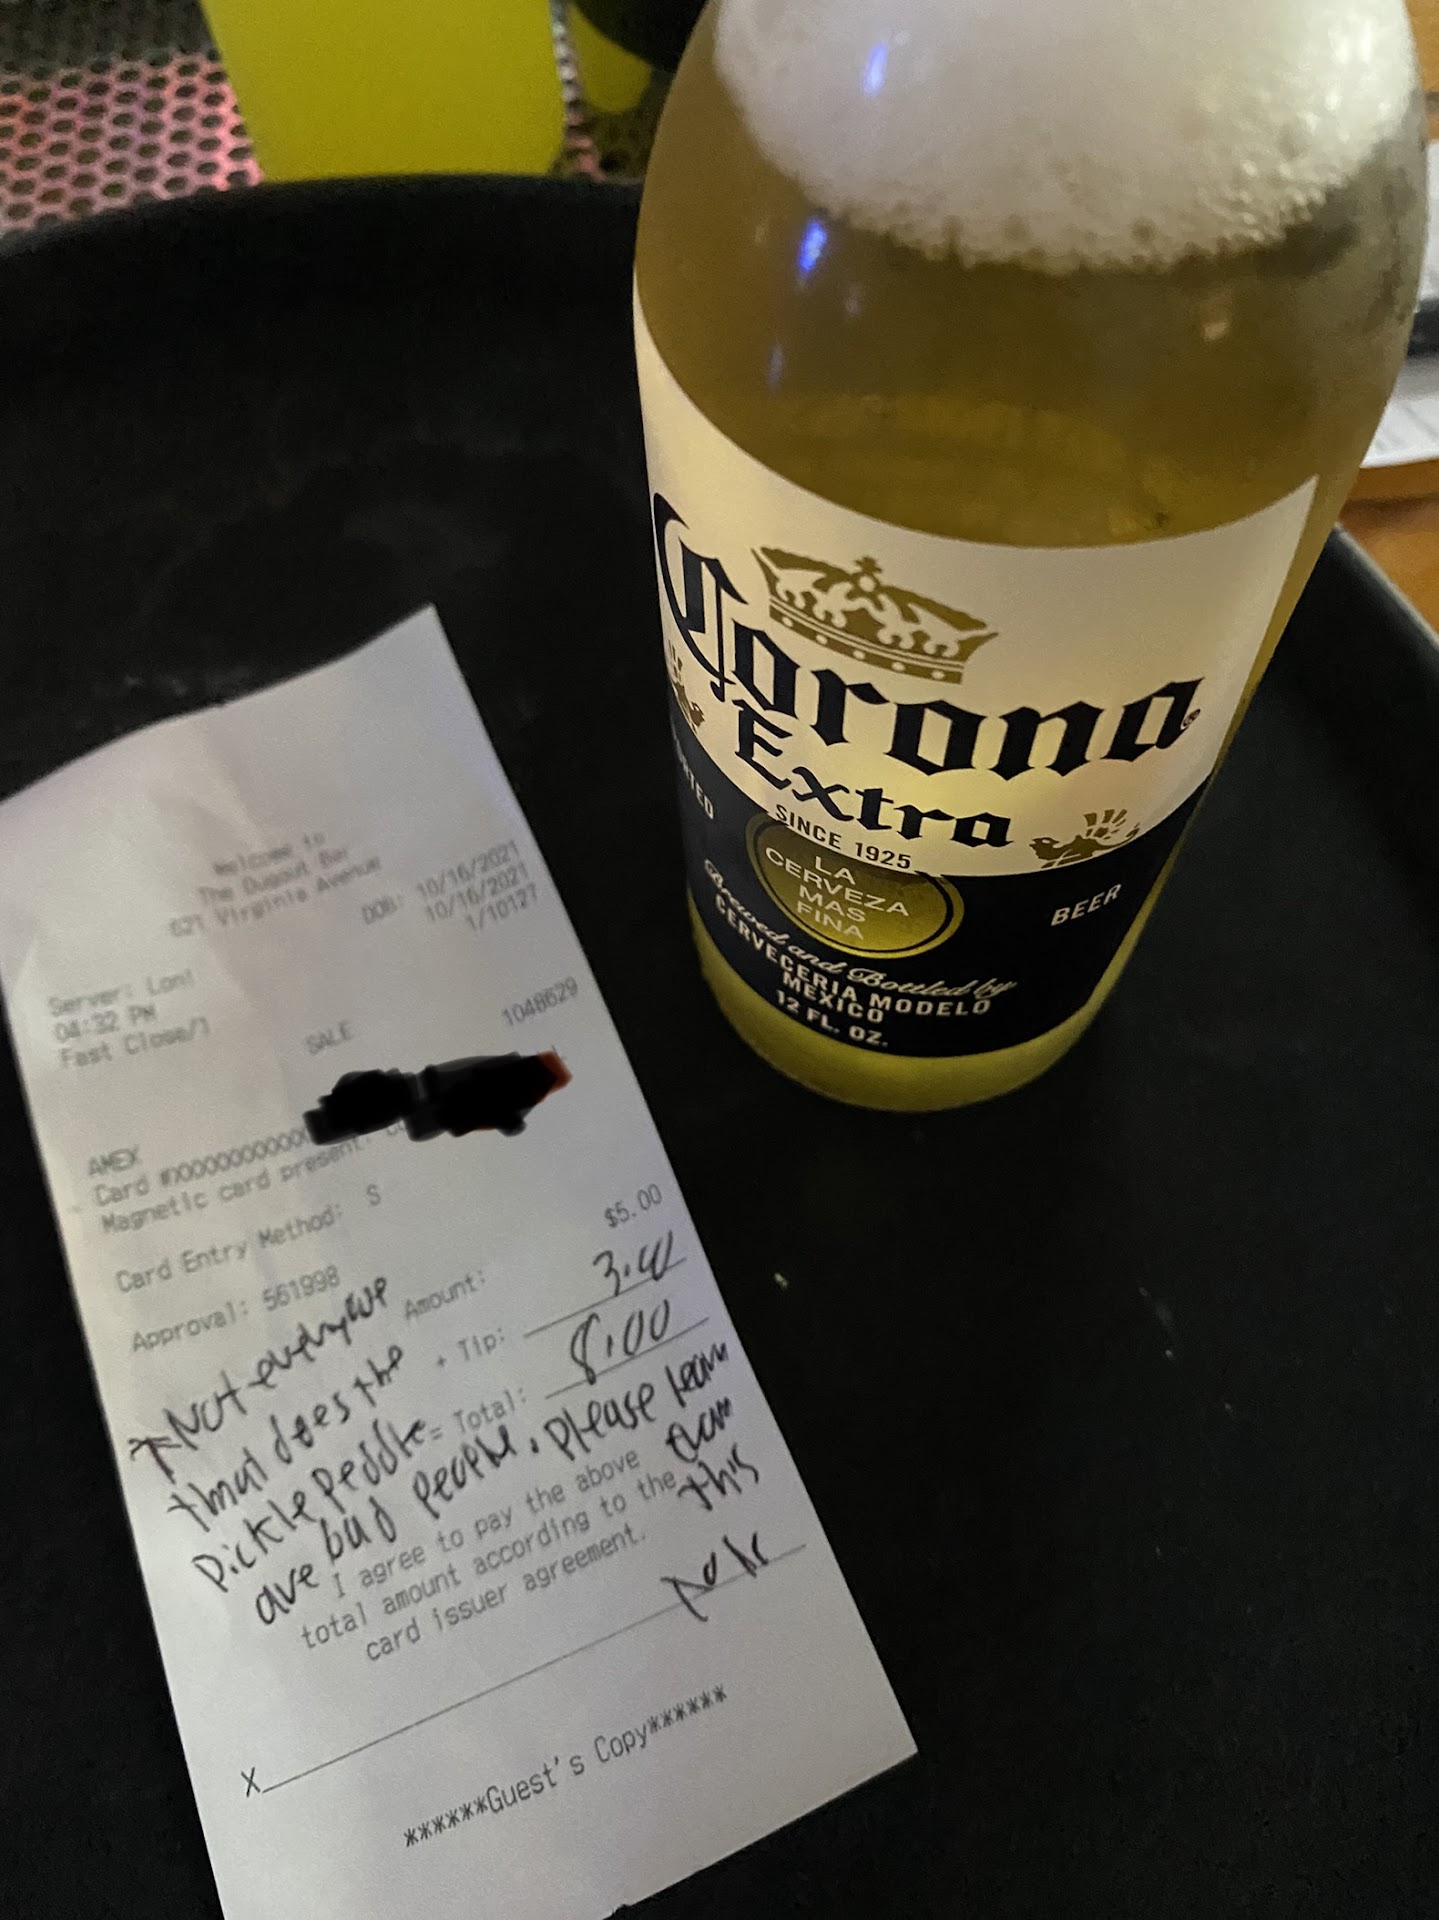 Corona
Extra
SINCE 1925
LA
CERVEZA
MAS
FINA
BEER
Brewed and Bottled by
CERVECERIA MODELO
MEXICO
12 FL. OZ.
Welcome to
The Dugout Bar
621 Virginia Avenue
DOB: 10/16/2021
Server: Loni
10/16/2021
04:32 PM
1/10127
Fast Close/1
SALE
1048629
AMEX
Card #XXXXXXXXXXX
Magnetic card present:
Card Entry Method: S
Approval: 561998
Amount: $5.00
+ Tip:
= Total: 8.00
Not everyone
that does the
Pickle Peddle
are bad people. Please
this
I agree to pay the above
total amount according to the
card issuer agreement.
X
******Guest's Copy******